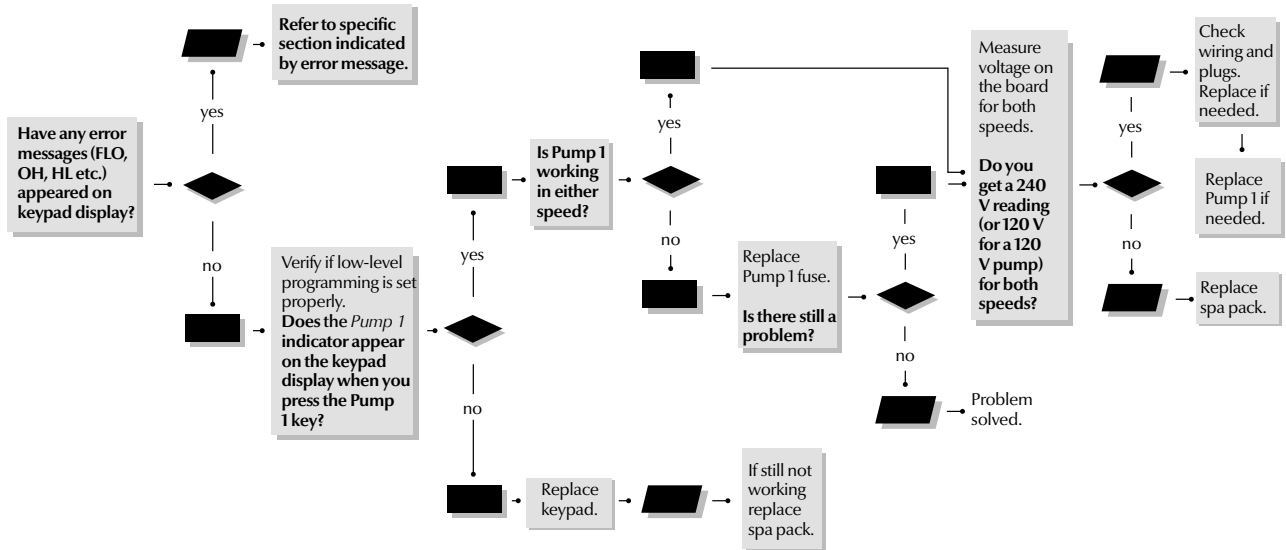 Have any error
messages (FLO,
OH, HL etc.)
appeared on
keypad display?
yes
Refer to specific
section indicated
by error message.
no
Verify if low-level
programming is set
properly.
Does the Pump 1
indicator appear
on the keypad
display when you
press the Pump
1 key?
yes
Is Pump 1
working
in either
speed?
yes
no
Replace
Pump 1 fuse.
Is there still a
problem?
yes
Measure
voltage on
the board
for both
speeds.
Do you
get a 240
V reading
(or 120 V
for a 120
V pump)
for both
speeds?
yes
Check
wiring and
plugs.
Replace if
needed.
Replace
Pump 1 if
needed.
no
Replace
spa pack.
no
Problem
solved.
no
Replace
keypad.
If still not
working
replace
spa pack.